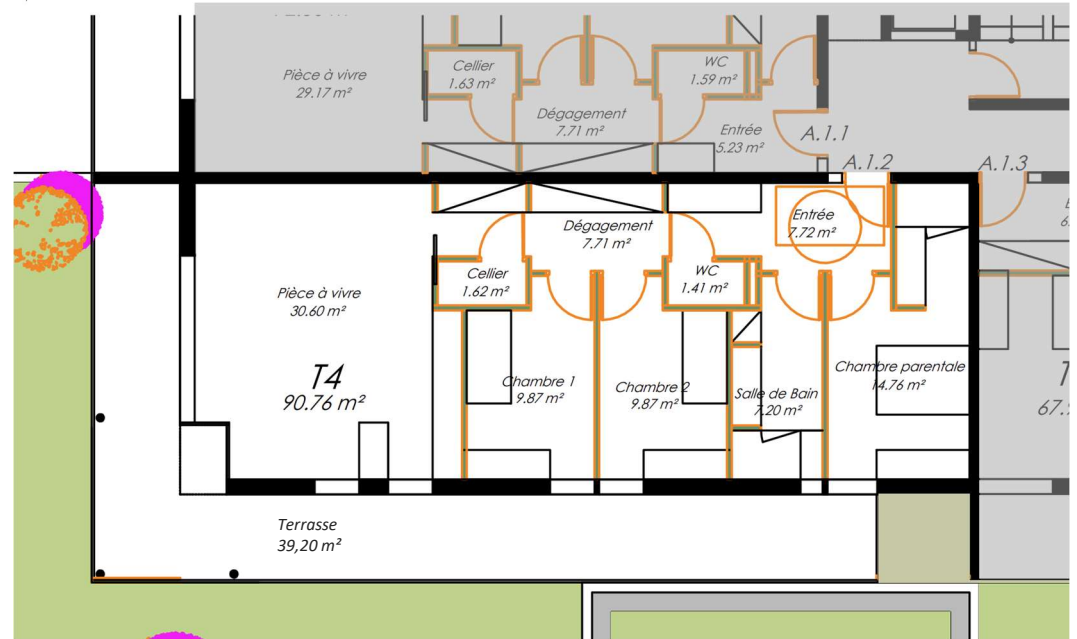 Pièce à vivre
29.17 m²
Cellier
1.63 m²
WC
1.59 m²
Dégagement
7.71 m²
Entrée
5.23 m²
A.1.1
A.1.2
A.1.3
Entrée
7.72 m²
Dégagement
7.71 m²
Cellier
1.62 m²
WC
1.41 m²
Pièce à vivre
30.60 m²
T4
90.76 m²
Chambre 1
9.87 m²
Chambre 2
9.87 m²
Salle de Bain
7.20 m²
Chambre parentale
14.76 m²
Terrasse
39,20 m²